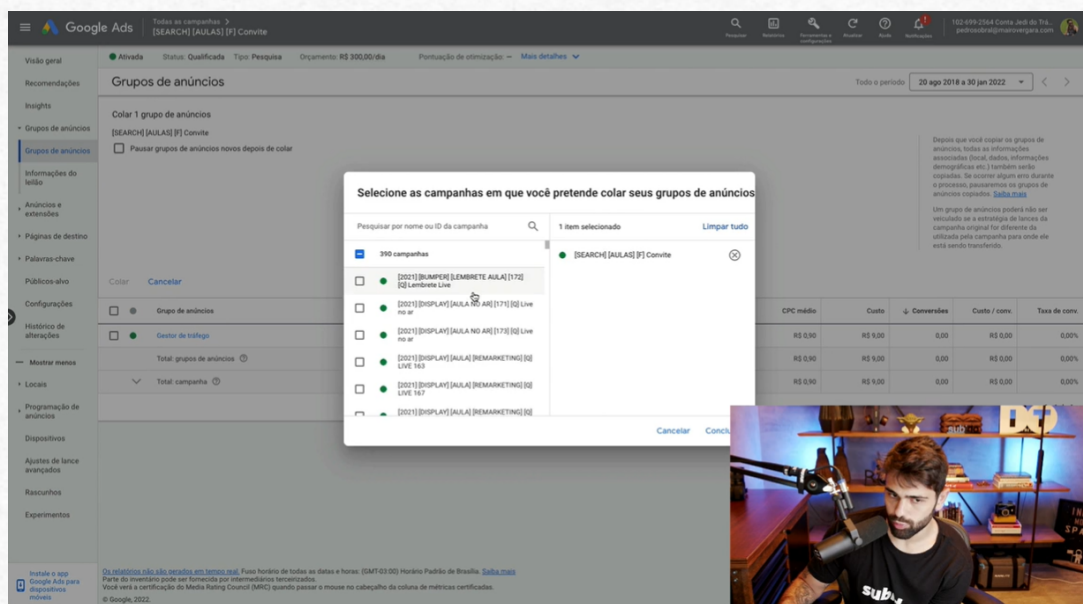 Google Ads
Todas as campanhas >
[SEARCH] [AULAS] [F] Convite
Pesquisar
Relatórios
Ferramentas e
configurações
Atualizar
Ajuda
Notificações
102-699-2564 Conta Jedi do Trá...
Visão geral
Recomendações
Insights
Grupos de anúncios
Grupos de anúncios
Informações do
leilão
Anúncios e
extensões
Páginas de destino
Palavras-chave
Públicos-alvo
Configurações
Histórico de
alterações
Mostrar menos
Locais
Programação de
anúncios
Dispositivos
Ajustes de lance
avançados
Rascunhos
Experimentos
Instale o app
Google Ads para
dispositivos
móveis
Ativada Status: Qualificada Tipo: Pesquisa Orçamento: R$ 300,00/dia Pontuação de otimização: – Mais detalhes
Grupos de anúncios
Todo o período 20 ago 2018 a 30 jan 2022
Colar 1 grupo de anúncios
[SEARCH] [AULAS] [F] Convite
Pausar grupos de anúncios novos depois de colar
Depois que você copiar os grupos de
anúncios, todas as informações
associadas (local, dados, informações
demográficas etc.) também serão
copiadas. Se ocorrer algum erro durante
o processo, pausaremos os grupos de
anúncios copiados. Saiba mais
Um grupo de anúncios poderá não ser
veiculado se a estratégia de lances da
campanha original for diferente da
utilizada pela campanha para onde ele
está sendo transferido.
Selecione as campanhas em que você pretende colar seus grupos de anúncios
Pesquisar por nome ou ID da campanha
1 item selecionado
Limpar tudo
390 campanhas
[SEARCH] [AULAS] [F] Convite
[2021] [BUMPER] [LEMBRETE AULA] [172]
[Q] Lembrete Live
[2021] [DISPLAY] [AULA NO AR] [171] [Q] Live
no ar
[2021] [DISPLAY] [AULA NO AR] [173] [Q] Live
no ar
[2021] [DISPLAY] [AULA] [REMARKETING] [Q]
LIVE 163
[2021] [DISPLAY] [AULA] [REMARKETING] [Q]
LIVE 167
[2021] [DISPLAY] [AULA] [REMARKETING] [Q]
Cancelar
Colar Cancelar
Grupo de anúncios CPC médio Custo Conversões Custo / conv. Taxa de conv.
Gestor de tráfego R$ 0,90 R$ 9,00 0,00 R$ 0,00 0,00%
Total: grupos de anúncios R$ 0,90 R$ 9,00 0,00 R$ 0,00 0,00%
Total: campanha R$ 0,90 R$ 9,00 0,00 R$ 0,00 0,00%
Os relatórios não são gerados em tempo real. Fuso horário de todas as datas e horas: (GMT-03:00) Horário Padrão de Brasília. Saiba mais
Parte do inventário pode ser fornecida por intermediários terceirizados.
Você verá a certificação do Media Rating Council (MRC) quando passar o mouse no cabeçalho da coluna de métricas certificadas.
© Google, 2022.